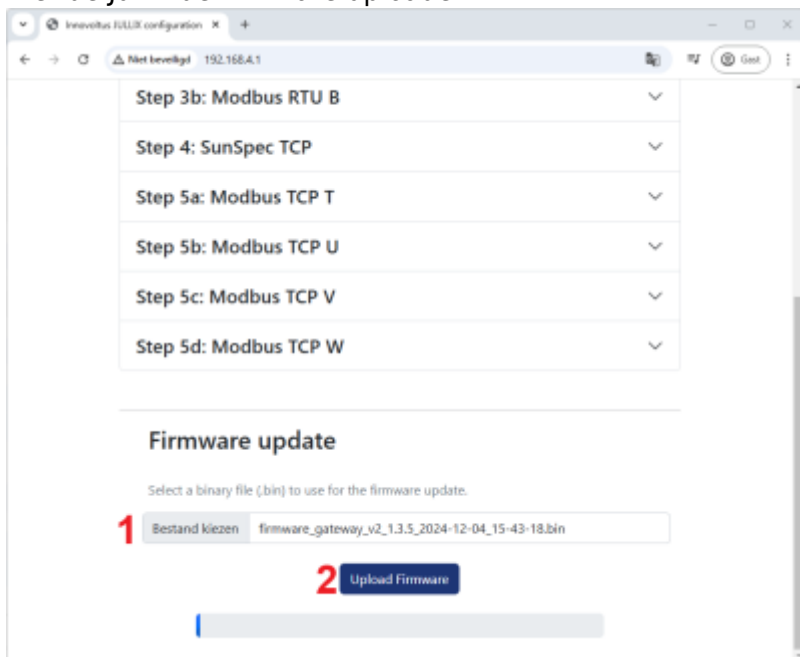 Innovoltus JULLIX configuration
Net beveiligd 192.168.4.1
Gast
Step 3b: Modbus RTU B
Step 4: SunSpec TCP
Step 5a: Modbus TCP T
Step 5b: Modbus TCP U
Step 5c: Modbus TCP V
Step 5d: Modbus TCP W
Firmware update
Select a binary file (.bin) to use for the firmware update.
1 Bestand kiezen firmware_gateway_v2_1.3.5_2024-12-04_15-43-18.bin
2 Upload Firmware